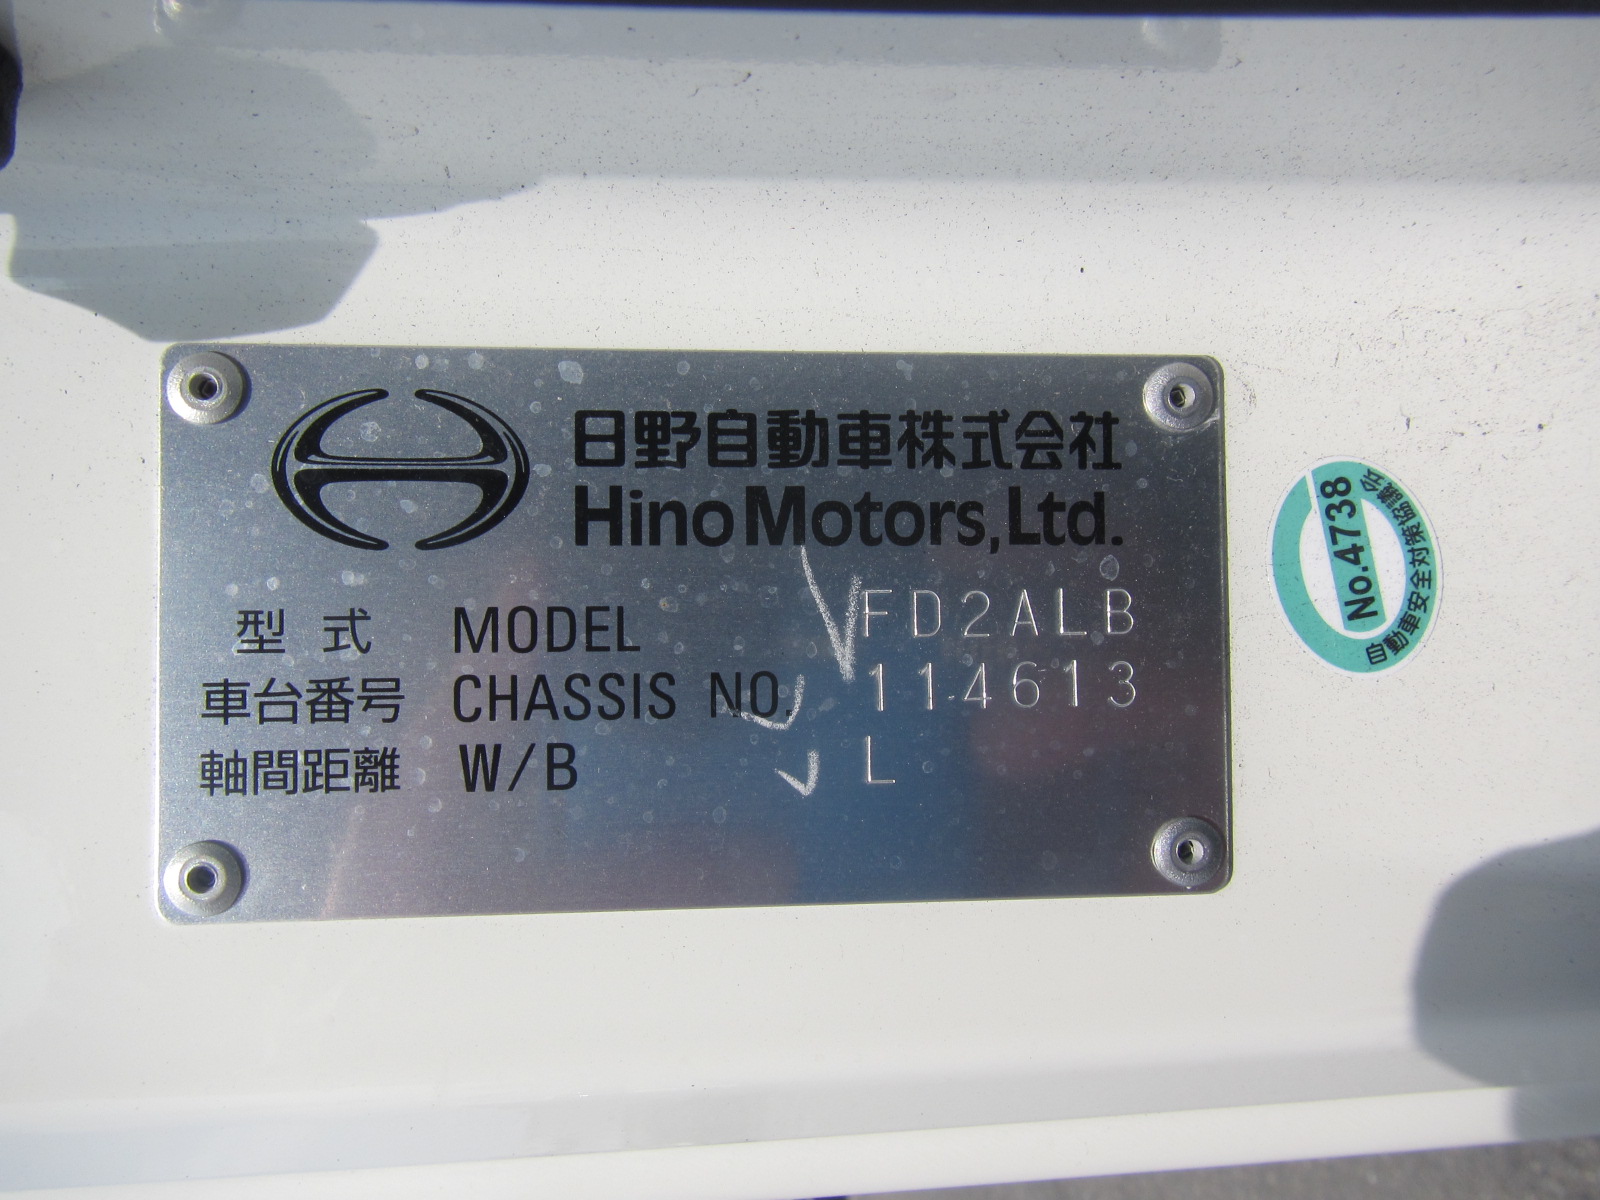 日野自動車株式会社
Hino Motors, Ltd.
型式 MODEL FD2ALB
車台番号 CHASSIS NO. 114613
軸間距離 W/B L
No.4738
自動車安全対策協議会